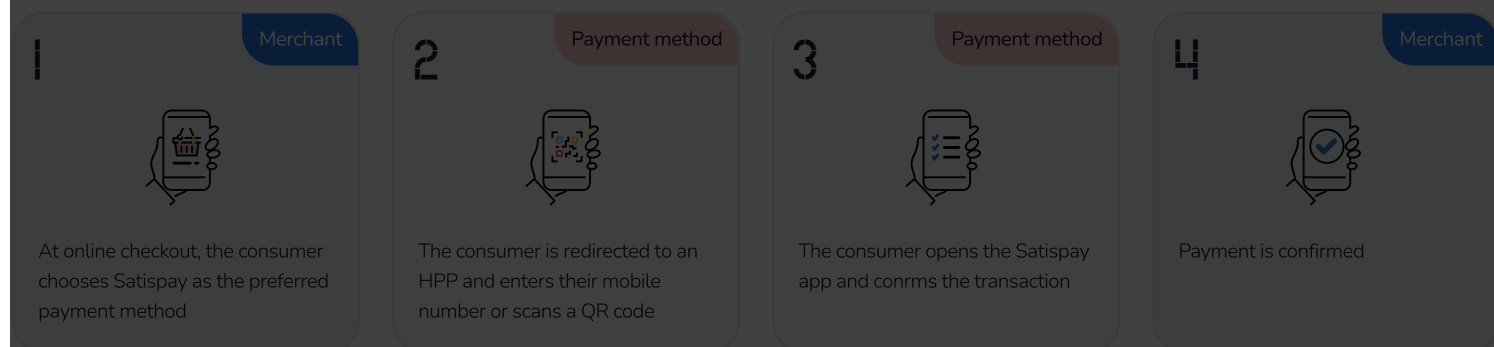 1
Merchant
At online checkout, the consumer
chooses Satispay as the preferred
payment method
2
Payment method
The consumer is redirected to an
HPP and enters their mobile
number or scans a QR code
3
Payment method
The consumer opens the Satispay
app and conrms the transaction
4
Merchant
Payment is confirmed